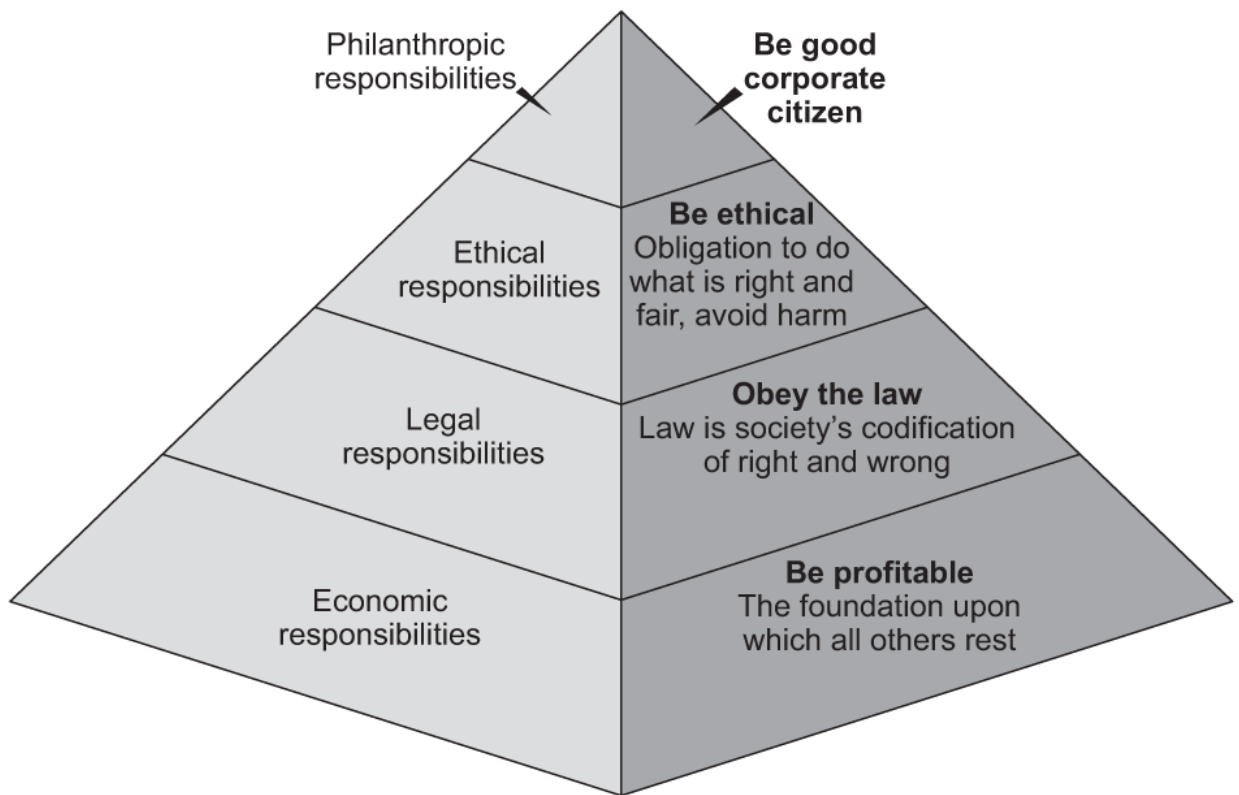 Philanthropic
responsibilities
Be good
corporate
citizen
Ethical
responsibilities
Be ethical
Obligation to do
what is right and
fair, avoid harm
Legal
responsibilities
Obey the law
Law is society’s codification
of right and wrong
Economic
responsibilities
Be profitable
The foundation upon
which all others rest